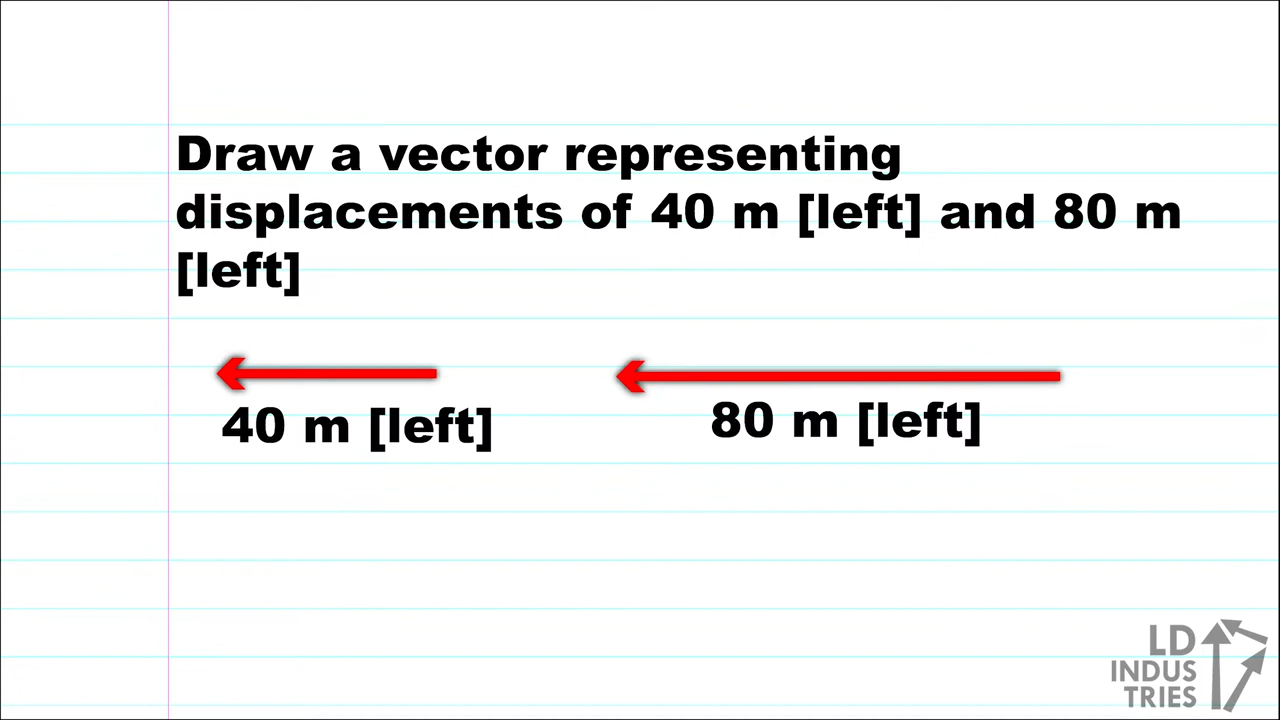 Draw a vector representing
displacements of 40 m [left] and 80 m
[left]
40 m [left]
80 m [left]
LD
INDUS
TRIES